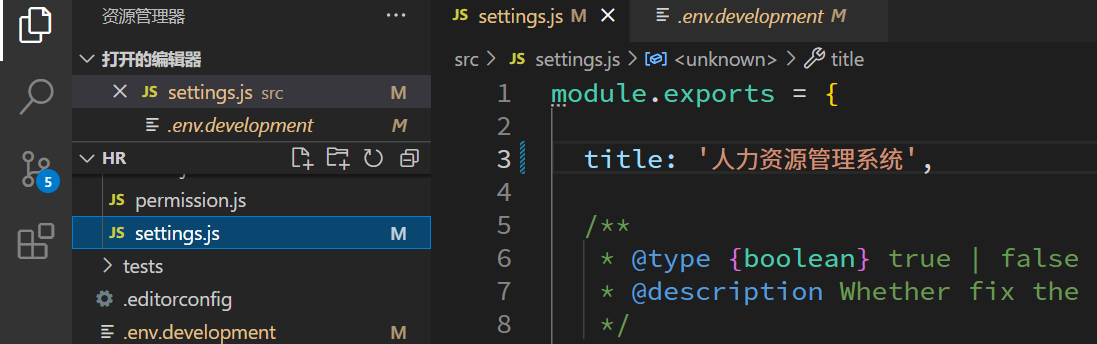 资源管理器 ···
打开的编辑器
JS settings.js src M
.env.development M
HR
permission.js
JS settings.js M
tests
.editorconfig
.env.development M
5
JS settings.js M
.env.development M
src > JS settings.js > <unknown> > title
1 module.exports = {
2
3 title: '人力资源管理系统',
4
5 /**
6 * @type {boolean} true | false
7 * @description Whether fix the
8 */